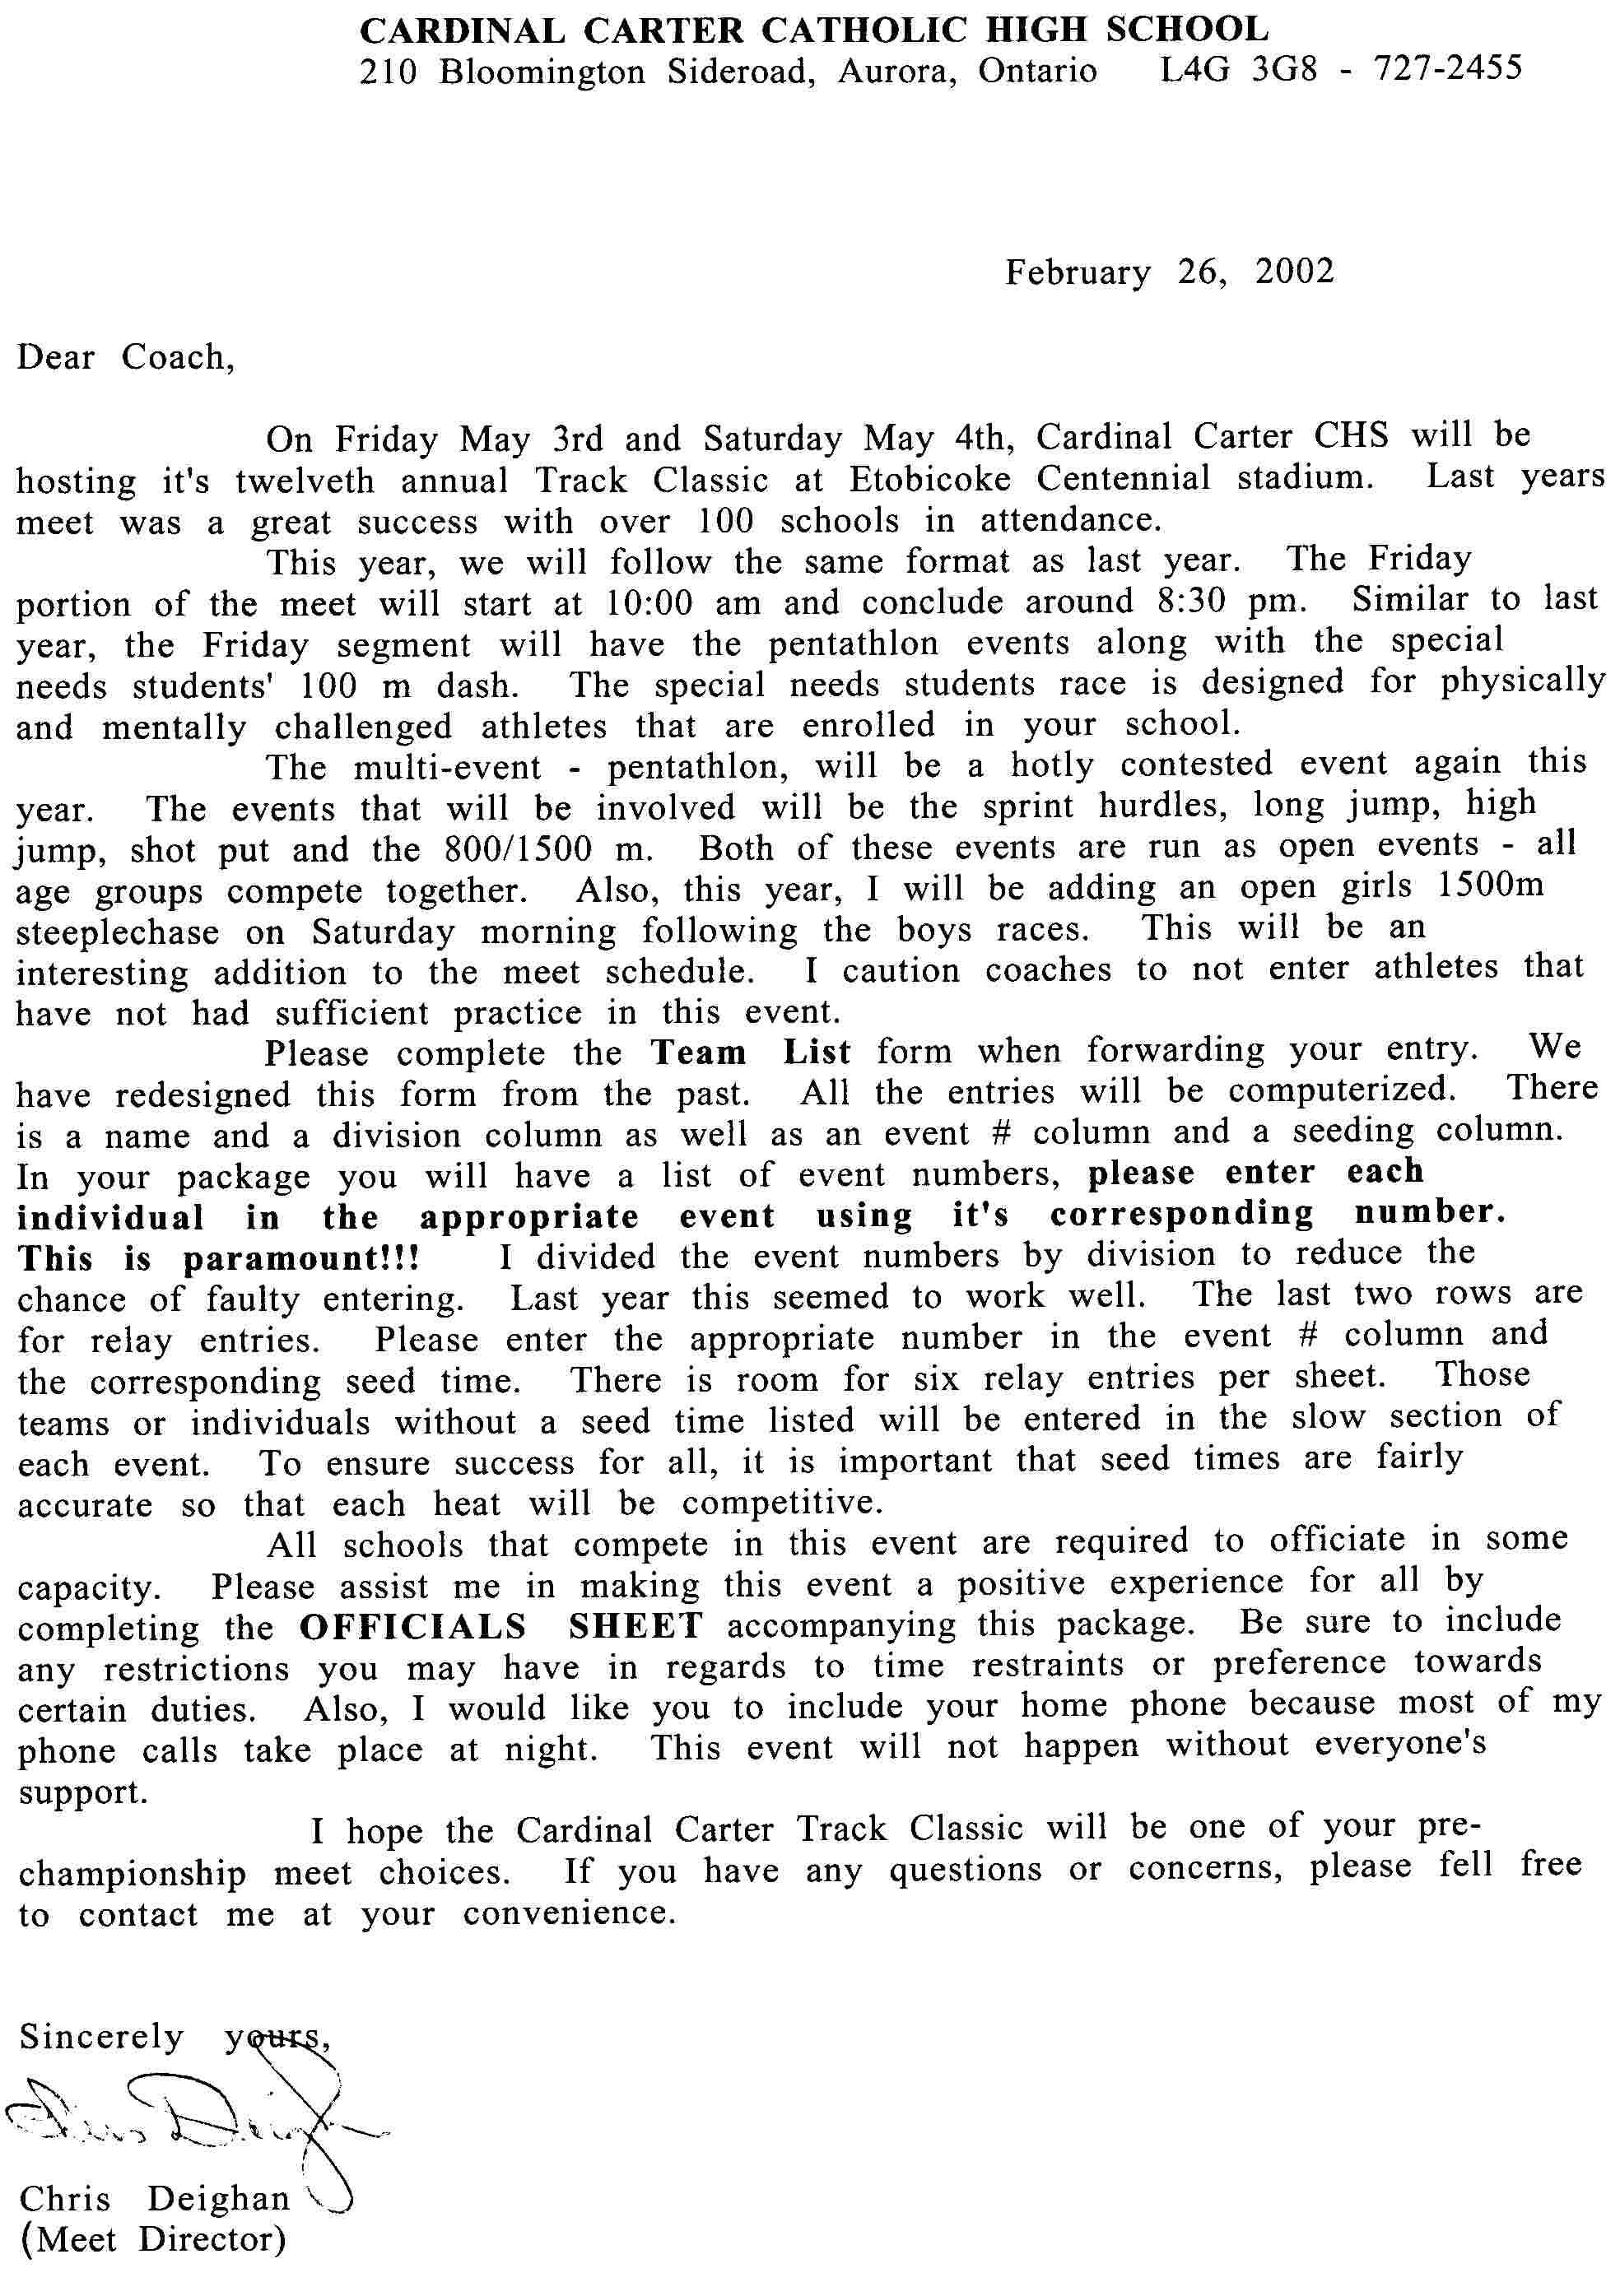 CARDINAL CARTER CATHOLIC HIGH SCHOOL
210 Bloomington Sideroad, Aurora, Ontario L4G 3G8 - 727-2455
February 26, 2002
Dear Coach,
On Friday May 3rd and Saturday May 4th, Cardinal Carter CHS will be
hosting it's twelveth annual Track Classic at Etobicoke Centennial stadium. Last years
meet was a great success with over 100 schools in attendance.
This year, we will follow the same format as last year. The Friday
portion of the meet will start at 10:00 am and conclude around 8:30 pm. Similar to last
year, the Friday segment will have the pentathlon events along with the special
needs students' 100 m dash. The special needs students race is designed for physically
and mentally challenged athletes that are enrolled in your school.
The multi-event - pentathlon, will be a hotly contested event again this
year. The events that will be involved will be the sprint hurdles, long jump, high
jump, shot put and the 800/1500 m. Both of these events are run as open events - all
age groups compete together. Also, this year, I will be adding an open girls 1500m
steeplechase on Saturday morning following the boys races. This will be an
interesting addition to the meet schedule. I caution coaches to not enter athletes that
have not had sufficient practice in this event.
Please complete the Team List form when forwarding your entry. We
have redesigned this form from the past. All the entries will be computerized. There
is a name and a division column as well as an event # column and a seeding column.
In your package you will have a list of event numbers, please enter each
individual in the appropriate event using it's corresponding number.
This is paramount!!! I divided the event numbers by division to reduce the
chance of faulty entering. Last year this seemed to work well. The last two rows are
for relay entries. Please enter the appropriate number in the event # column and
the corresponding seed time. There is room for six relay entries per sheet. Those
teams or individuals without a seed time listed will be entered in the slow section of
each event. To ensure success for all, it is important that seed times are fairly
accurate so that each heat will be competitive.
All schools that compete in this event are required to officiate in some
capacity. Please assist me in making this event a positive experience for all by
completing the OFFICIALS SHEET accompanying this package. Be sure to include
any restrictions you may have in regards to time restraints or preference towards
certain duties. Also, I would like you to include your home phone because most of my
phone calls take place at night. This event will not happen without everyone's
support.
I hope the Cardinal Carter Track Classic will be one of your pre-
championship meet choices. If you have any questions or concerns, please fell free
to contact me at your convenience.
Sincerely yours,
Chris Deighan
Chris Deighan
(Meet Director)